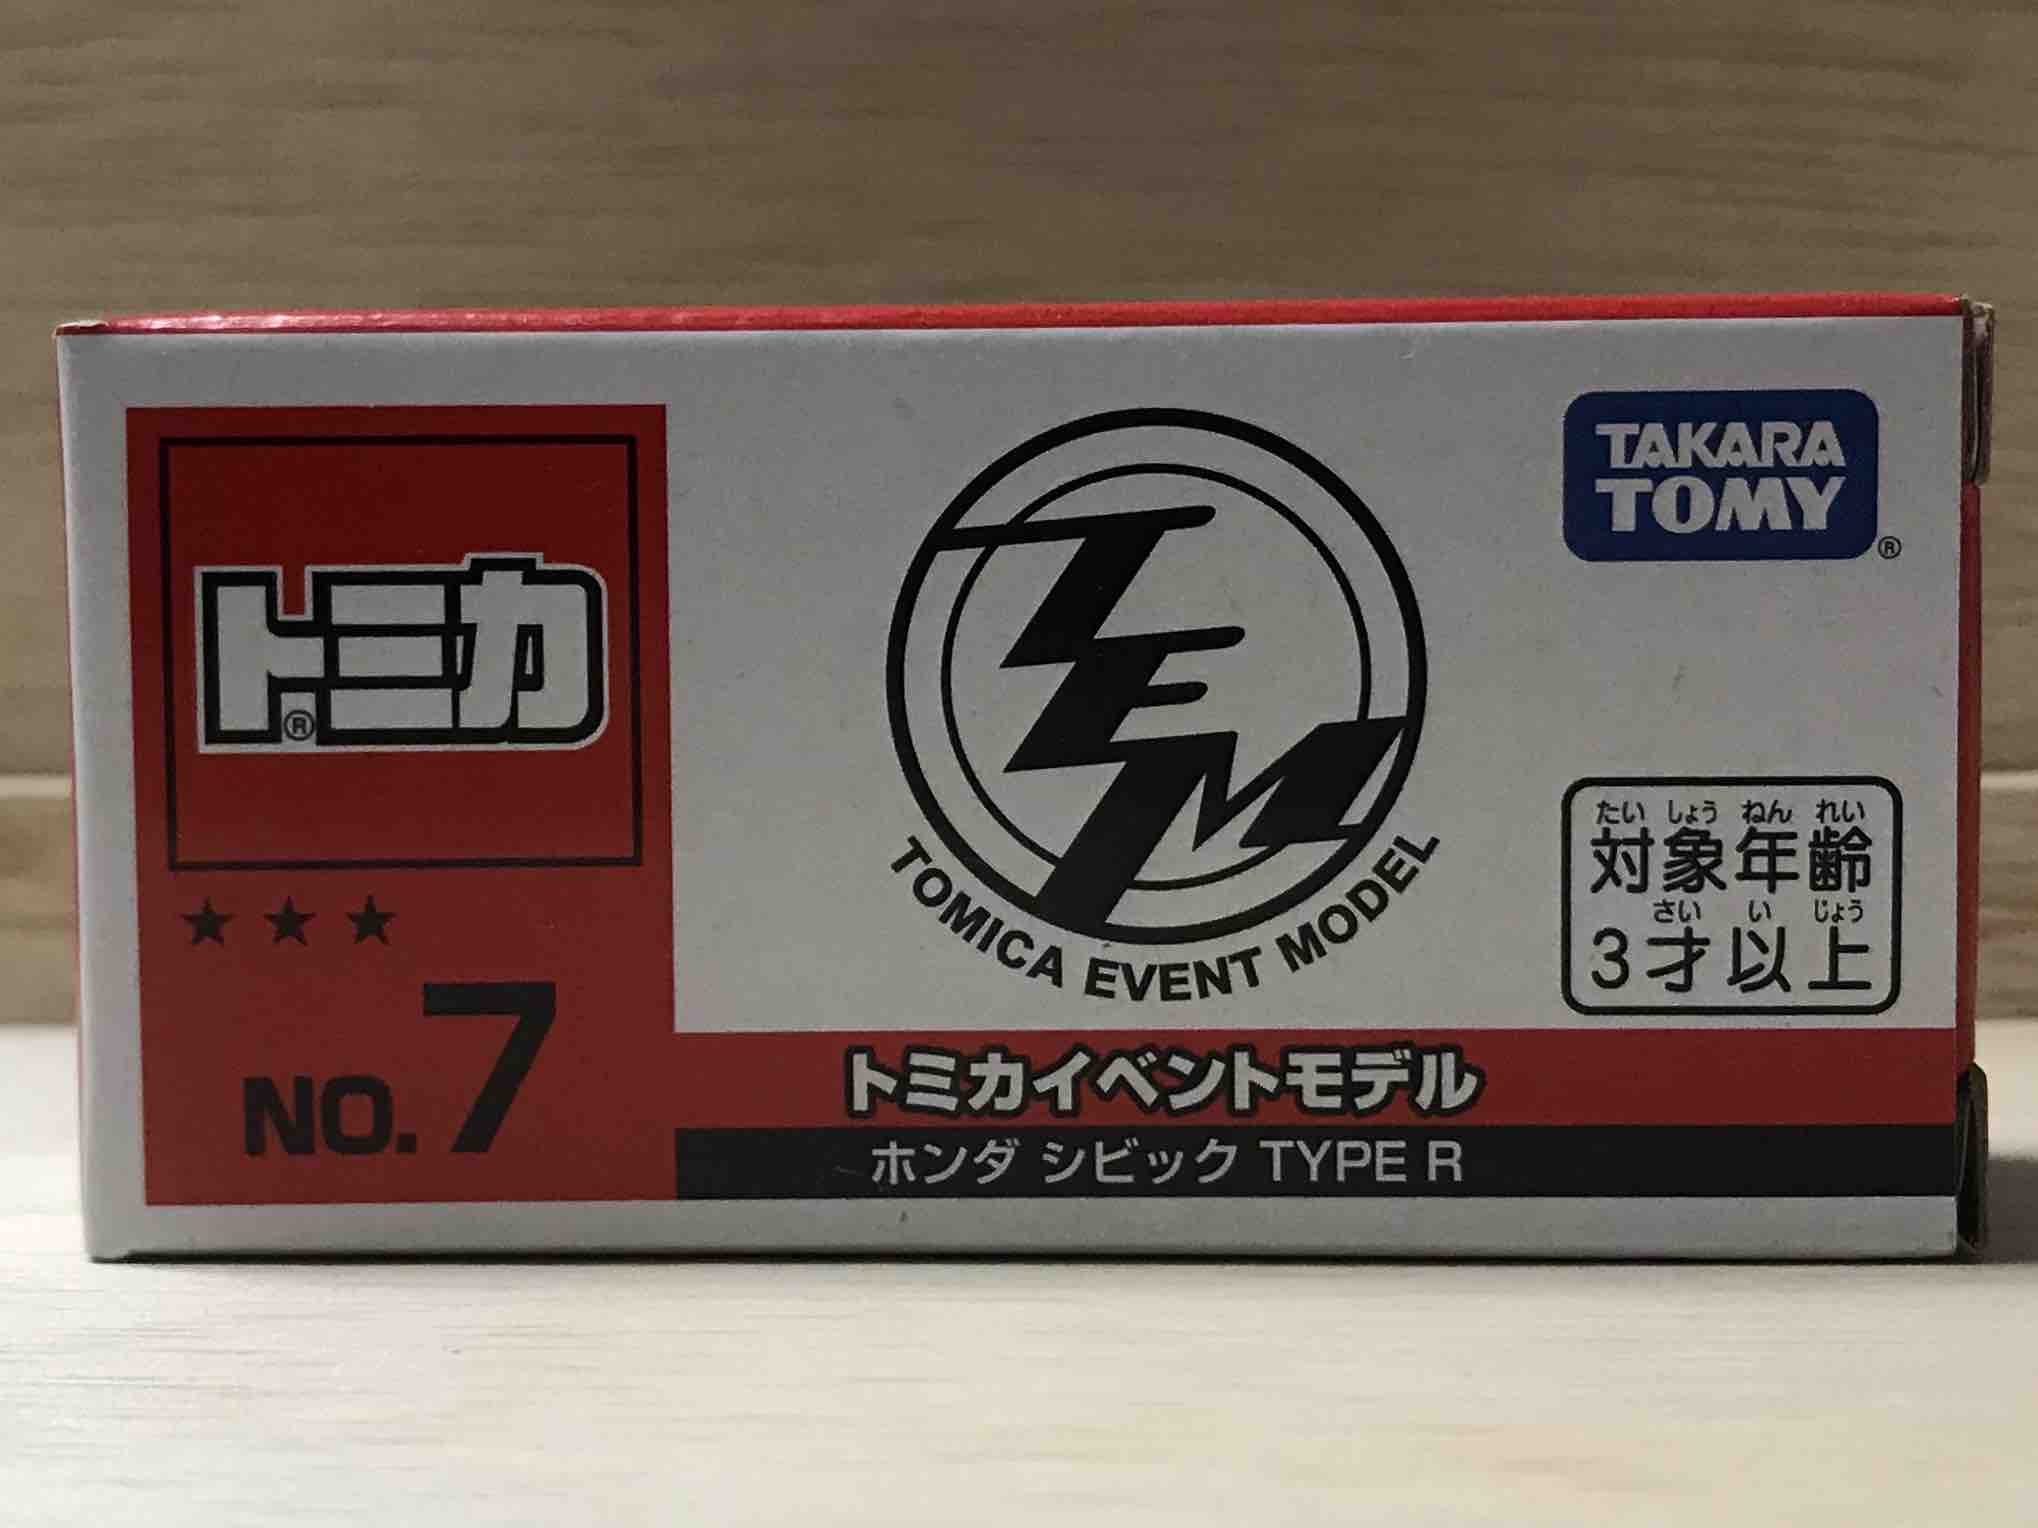 トミカ®
★★★
NO.7
TEM
TOMICA EVENT MODEL
TAKARA
TOMY®
たいしょうねんれい
対象年齢
さいいじょう
3才以上
トミカイベントモデル
ホンダ シビック TYPE R